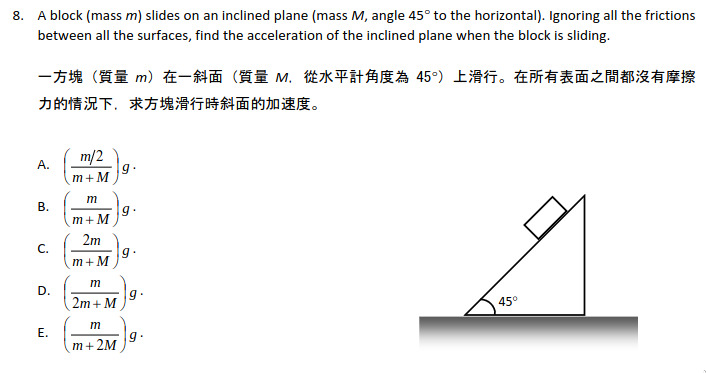 8. A block (mass m) slides on an inclined plane (mass M, angle 45° to the horizontal). Ignoring all the frictions
between all the surfaces, find the acceleration of the inclined plane when the block is sliding.
一方塊（質量 m）在一斜面（質量 M, 從水平計角度為 45°）上滑行。在所有表面之間都沒有摩擦
力的情況下, 求方塊滑行時斜面的加速度。
A. \left(\frac{m/2}{m+M}\right)g.
B. \left(\frac{m}{m+M}\right)g.
C. \left(\frac{2m}{m+M}\right)g.
D. \left(\frac{m}{2m+M}\right)g.
E. \left(\frac{m}{m+2M}\right)g.
45°